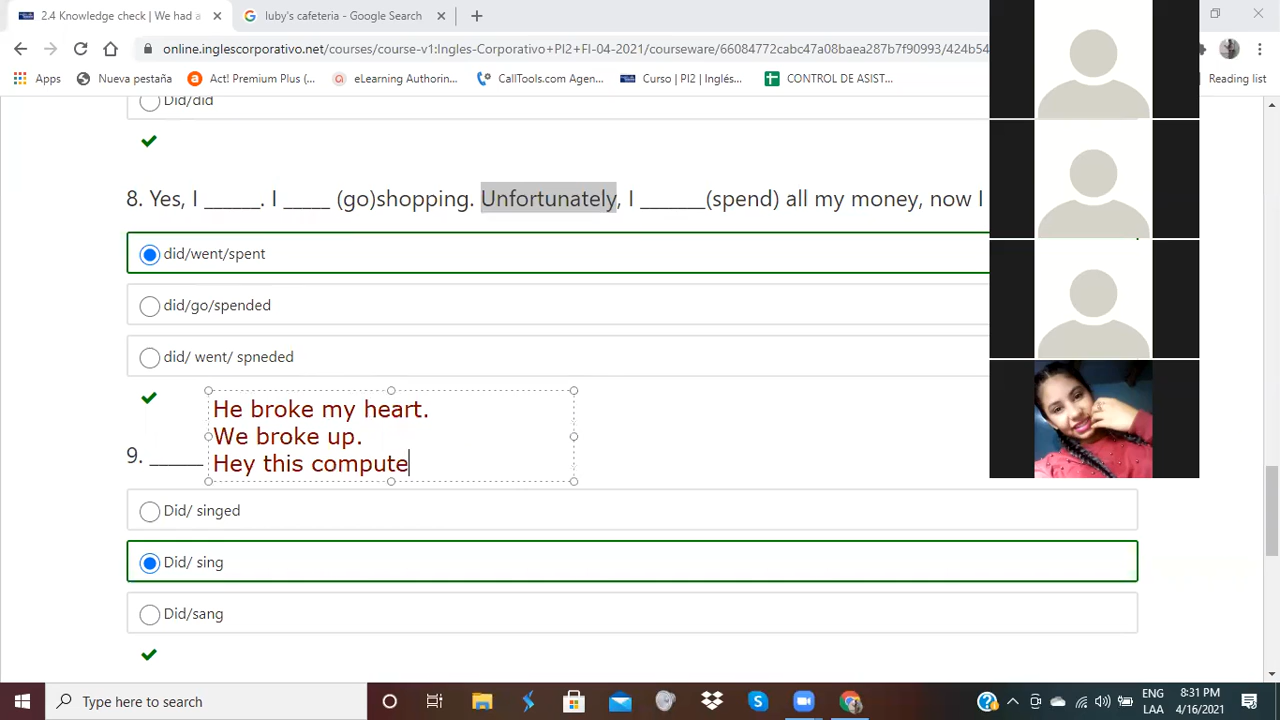 2.4 Knowledge check | We had a
luby's cafeteria - Google Search
online.inglescorporativo.net/courses/course-v1:Ingles-Corporativo+PI2+FI-04-2021/courseware/66084772cabc47a08baea287b7f90993/424b54
Apps
Nueva pestaña
Act! Premium Plus (...
eLearning Authorin...
CallTools.com Agen...
Curso | PI2 | Inglés...
CONTROL DE ASIST...
Reading list
Did/did
8. Yes, I ______. I _____ (go)shopping. Unfortunately, I _______(spend) all my money, now I
did/went/spent
did/go/spended
did/ went/ spneded
He broke my heart.
We broke up.
9. ______ Hey this compute
Did/ singed
Did/ sing
Did/sang
Type here to search
ENG
LAA
8:31 PM
4/16/2021